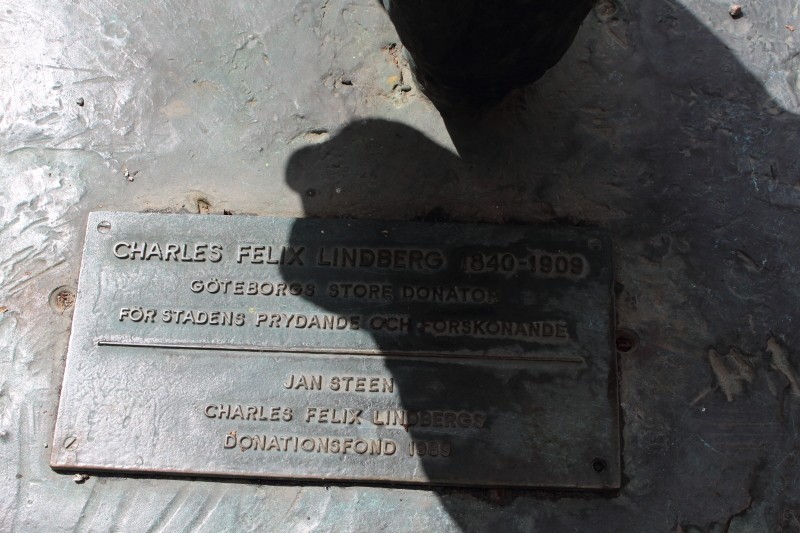 CHARLES FELIX LINDBERG 1840-1909
GÖTEBORGS STORE DONATOR
FÖR STADENS PRYDANDE OCH FÖRSKÖNANDE
JAN STEEN
CHARLES FELIX LINDBERGS
DONATIONSFOND